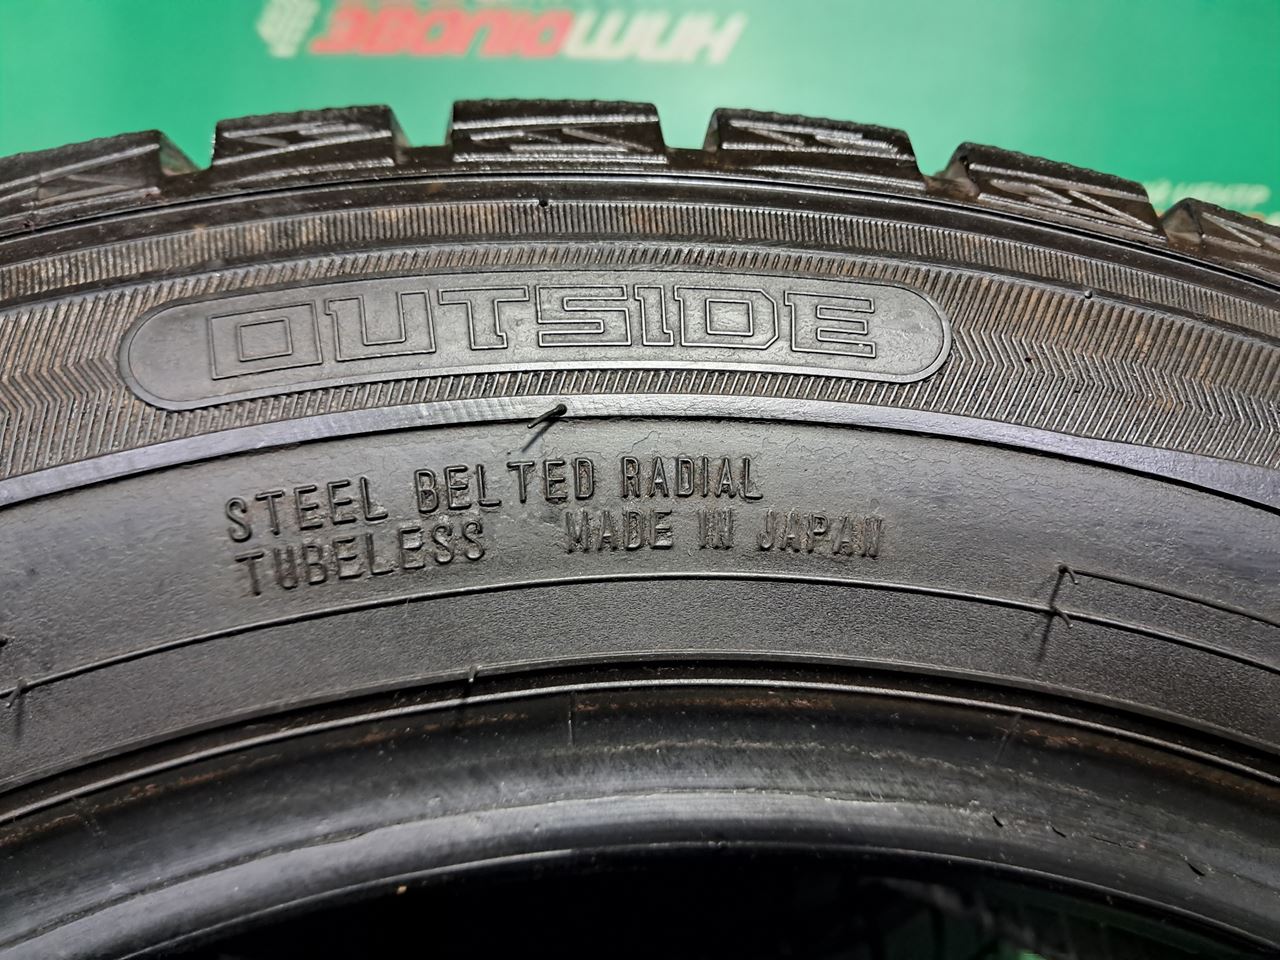 OUTSIDE
STEEL BELTED RADIAL
TUBELESS MADE IN JAPAN